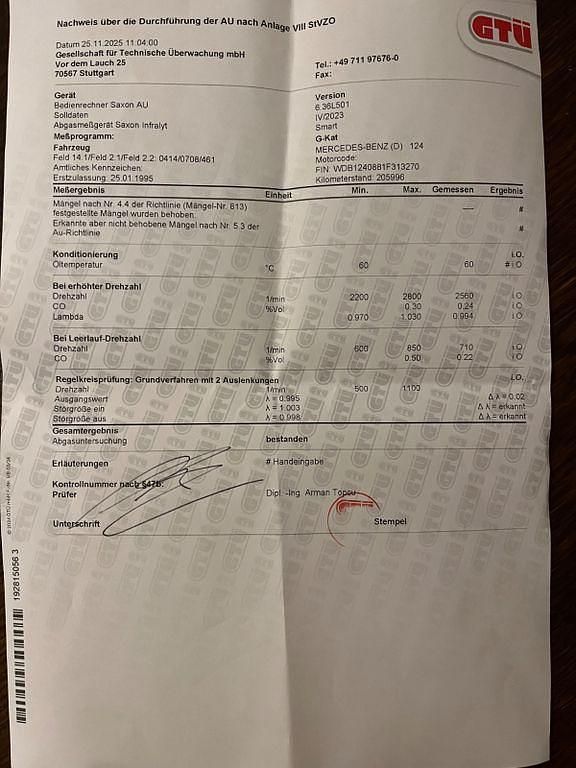 Nachweis über die Durchführung der AU nach Anlage VIII StVZO
GTÜ
Datum 25.11.2025 11:04:00
Gesellschaft für Technische Überwachung mbH
Vor dem Lauch 25
70567 Stuttgart
Tel.: +49 711 97676-0
Fax:
Gerät Version
Bedienrechner Saxon AU 6.36L501
Solldaten IV/2023
Abgasmeßgerät Saxon Infralyt Smart
Meßprogramm: G-Kat
Fahrzeug MERCEDES-BENZ (D) 124
Feld 14.1/Feld 2.1/Feld 2.2: 0414/0708/461 Motorcode:
Amtliches Kennzeichen: FIN: WDB1240881F313270
Erstzulassung: 25.01.1995 Kilometerstand: 205996
Meßergebnis Einheit Min. Max. Gemessen Ergebnis
Mängel nach Nr. 4.4 der Richtlinie (Mängel-Nr. 813) — #
festgestellte Mängel wurden behoben:
Erkannte aber nicht behobene Mängel nach Nr. 5.3 der #
Au-Richtlinie
Konditionierung i.O.
Öltemperatur °C 60 60 # i.O
Bei erhöhter Drehzahl
Drehzahl 1/min 2200 2800 2560 i.O
CO %Vol 0.30 0.24 i.O
Lambda 0.970 1.030 0.994 i.O
Bei Leerlauf-Drehzahl
Drehzahl 1/min 600 850 710 i.O
CO %Vol 0.50 0.22 i.O
Regelkreisprüfung: Grundverfahren mit 2 Auslenkungen i.O.
Drehzahl 1/min 500 1100
Ausgangswert λ = 0.995 Δ λ = 0.02
Störgröße ein λ = 1.003 Δ λ = erkannt
Störgröße aus λ = 0.998 Δ λ = erkannt
Gesamtergebnis
Abgasuntersuchung bestanden
Erläuterungen # Handeingabe
Kontrollnummer nach §47b:
Prüfer Dipl. -Ing Arman Topcu
GTÜ
Unterschrift Stempel
192815056 3